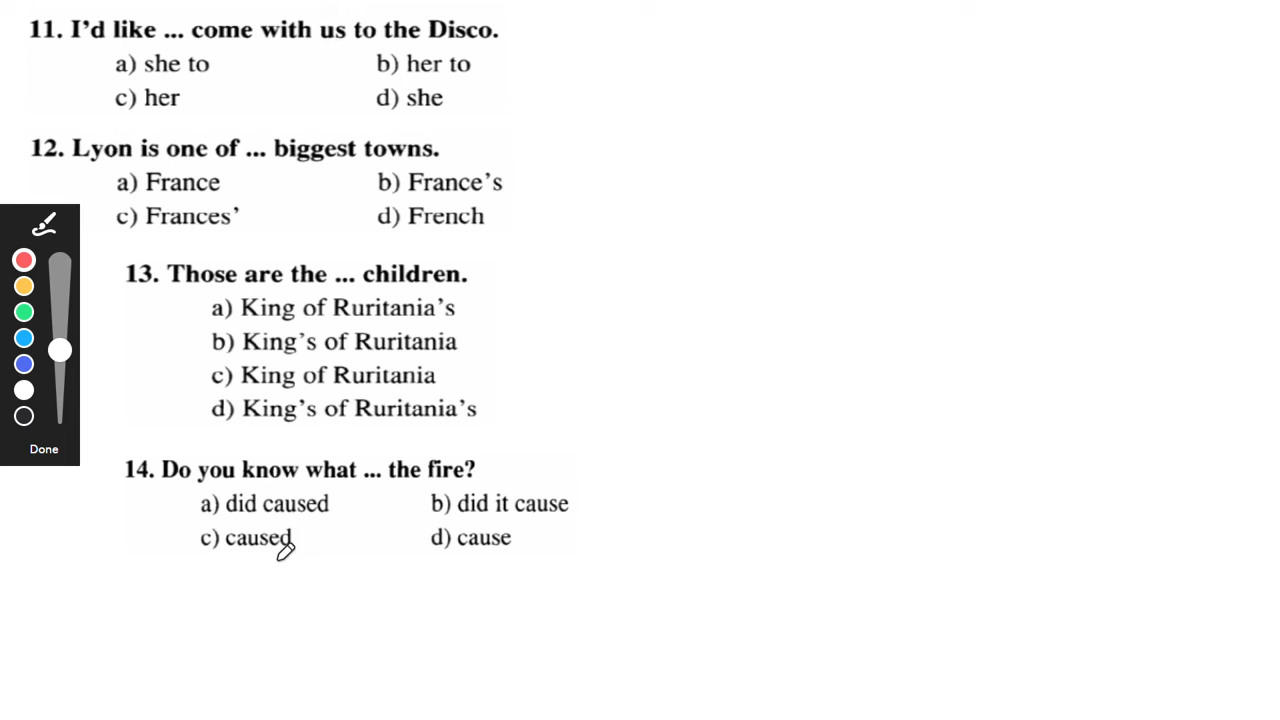 11. I’d like ... come with us to the Disco.
a) she to b) her to
c) her d) she
12. Lyon is one of ... biggest towns.
a) France b) France’s
c) Frances’ d) French
13. Those are the ... children.
a) King of Ruritania’s
b) King’s of Ruritania
c) King of Ruritania
d) King’s of Ruritania’s
Done
14. Do you know what ... the fire?
a) did caused b) did it cause
c) caused d) cause